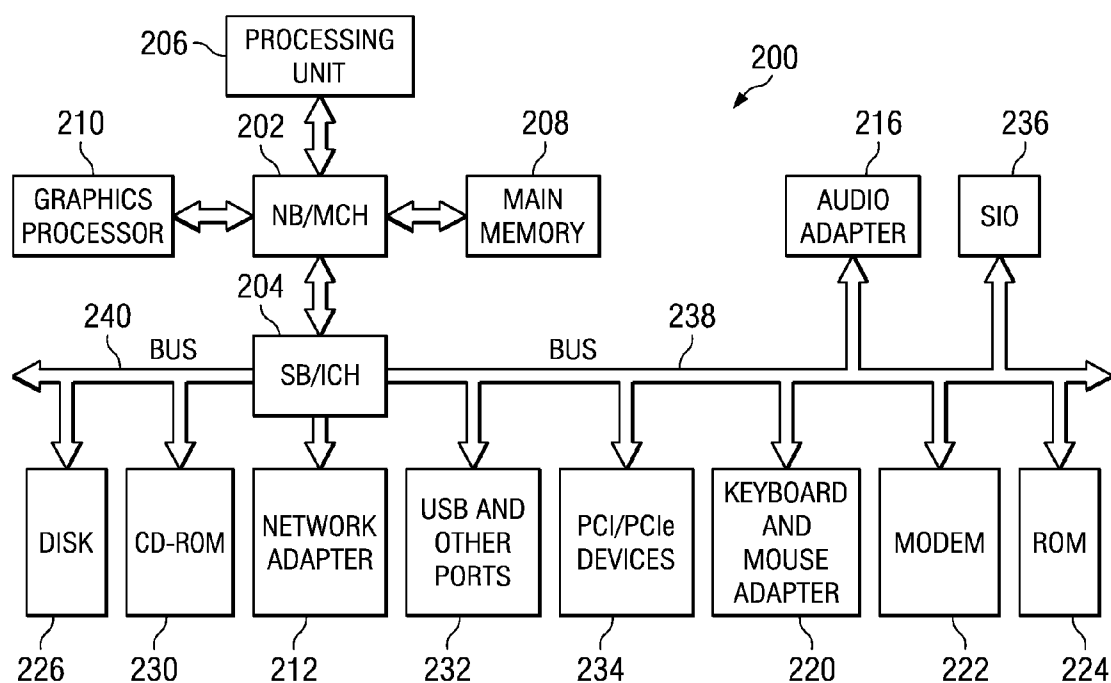 206
PROCESSING
UNIT
200
210
202
208
216
236
GRAPHICS
PROCESSOR
NB/MCH
MAIN
MEMORY
AUDIO
ADAPTER
SIO
204
240
238
BUS
SB/ICH
BUS
DISK
CD-ROM
NETWORK
ADAPTER
USB AND
OTHER
PORTS
PCI/PCIe
DEVICES
KEYBOARD
AND
MOUSE
ADAPTER
MODEM
ROM
226
230
212
232
234
220
222
224